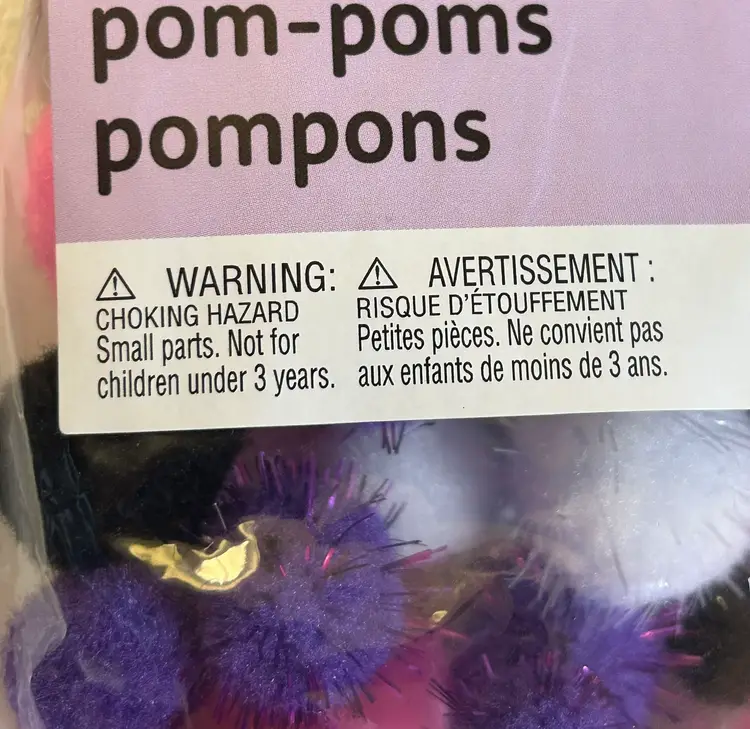 pom-poms
pompons
⚠ WARNING:
CHOKING HAZARD
Small parts. Not for
children under 3 years.
⚠ AVERTISSEMENT :
RISQUE D'ÉTOUFFEMENT
Petites pièces. Ne convient pas
aux enfants de moins de 3 ans.